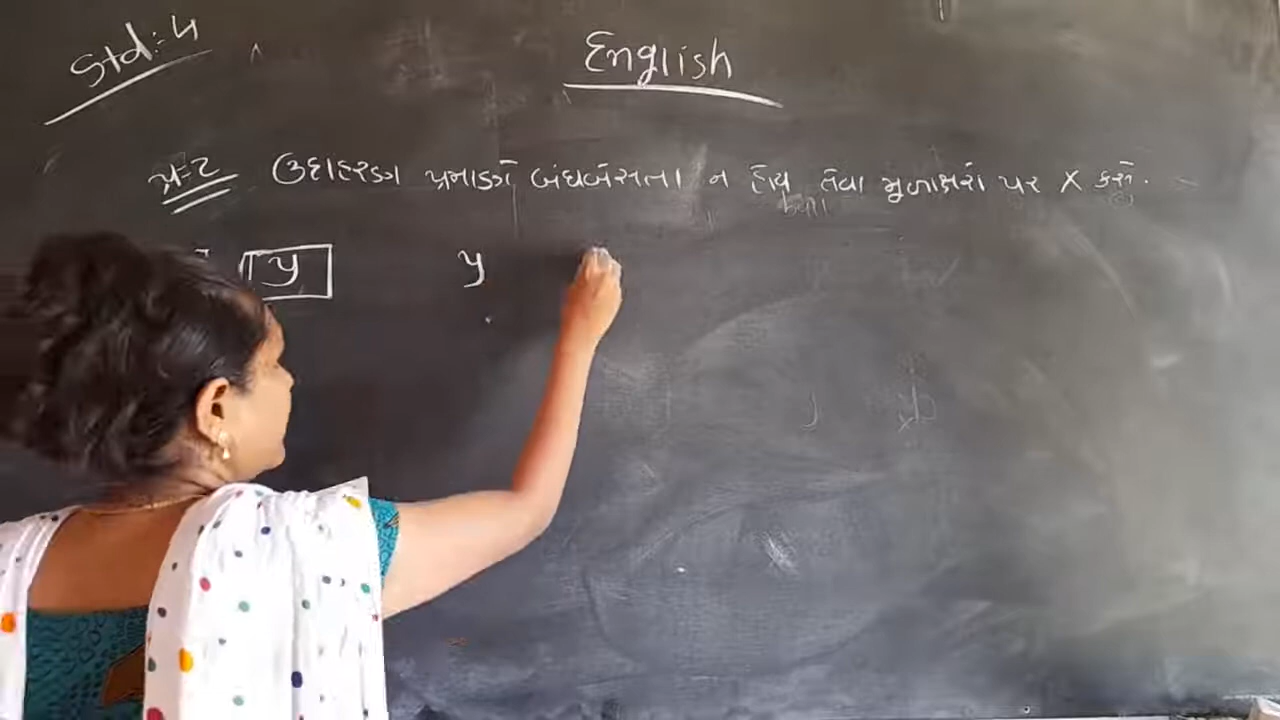 Std:-4
English
પ્ર-2 ઉદાહરણ પ્રમાણે બંધબેસતા ન હોય તેવા મૂળાક્ષરો પર X કરો.
y y